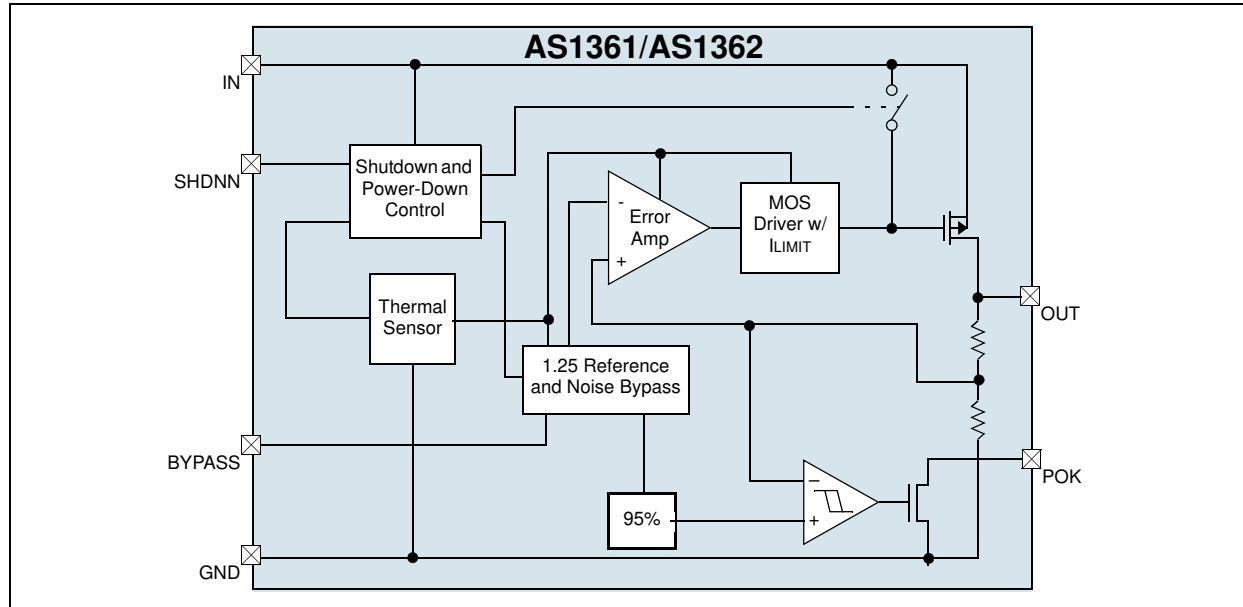 AS1361/AS1362
IN
SHDNN
Shutdown and
Power-Down
Control
-
Error
Amp
+
MOS
Driver w/
ILIMIT
Thermal
Sensor
OUT
1.25 Reference
and Noise Bypass
BYPASS
POK
95%
–
+
GND